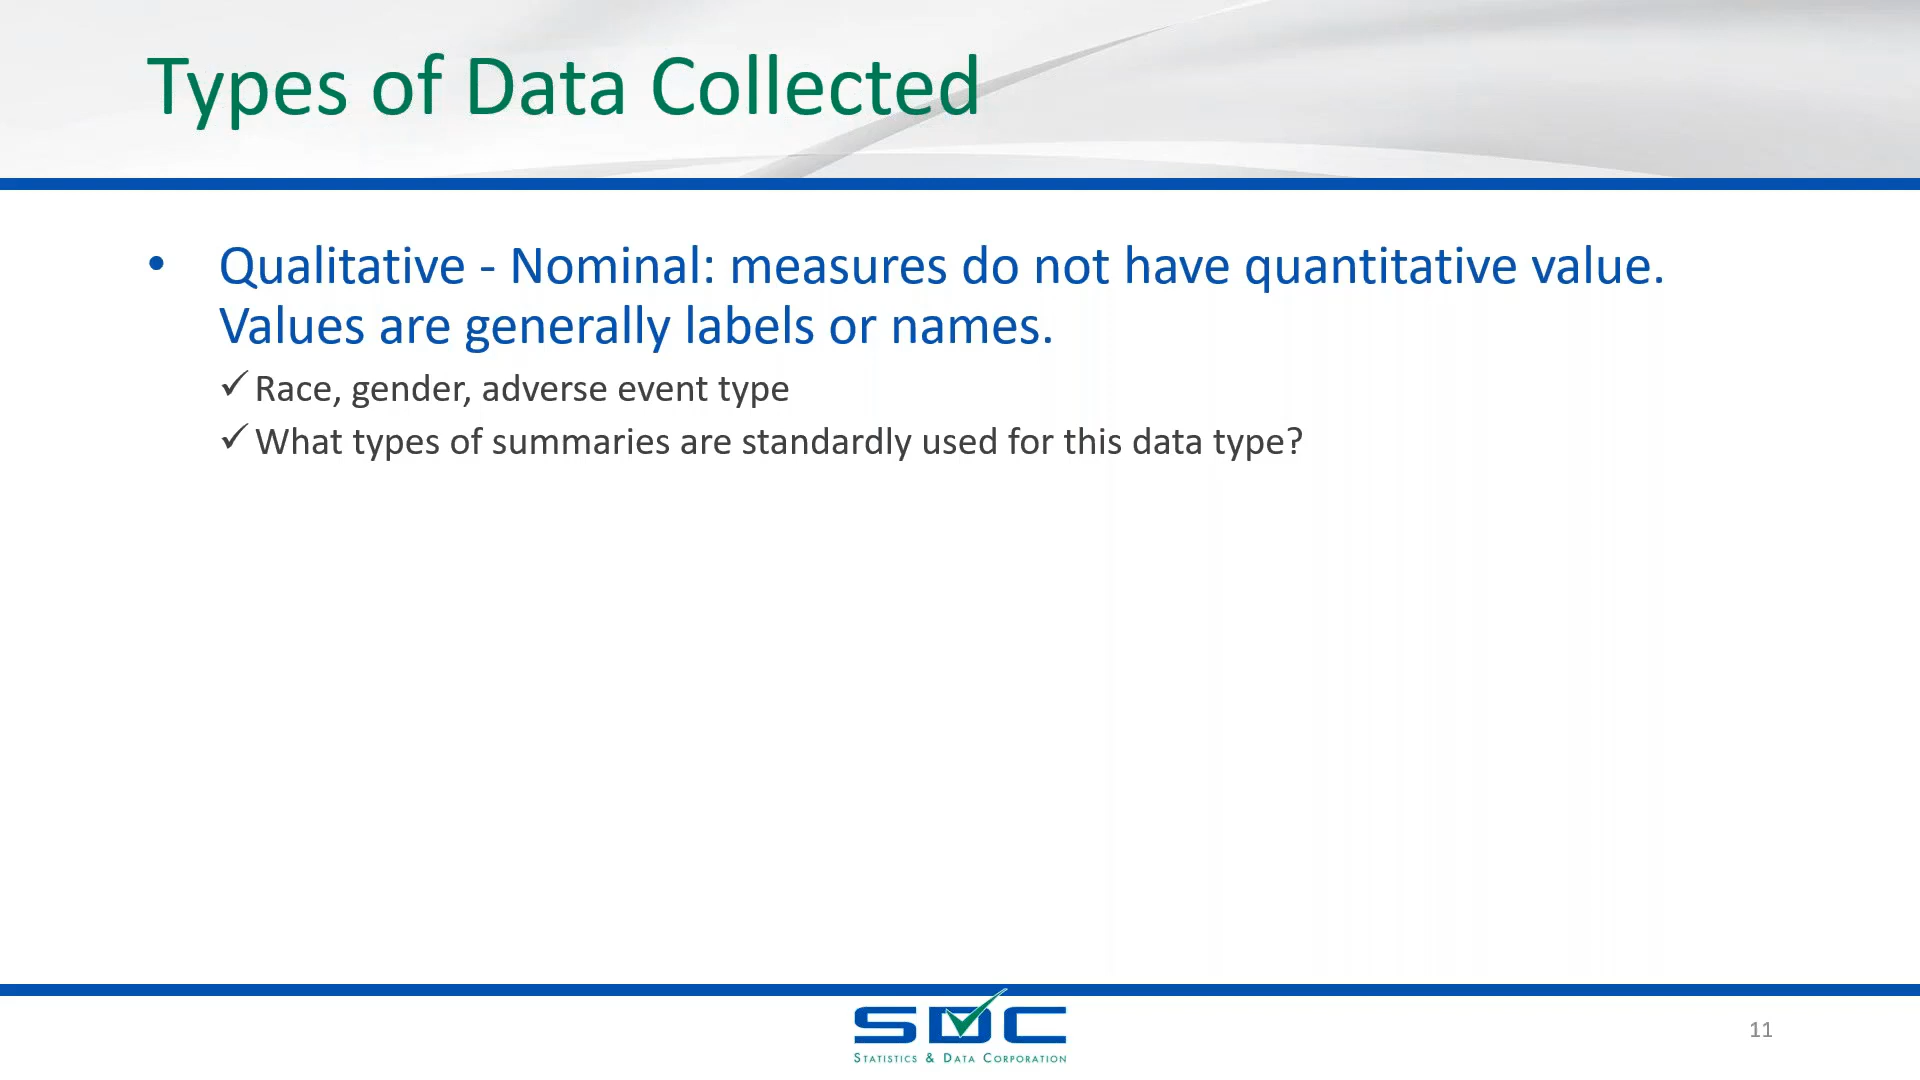 Types of Data Collected
• Qualitative - Nominal: measures do not have quantitative value.
Values are generally labels or names.
✓ Race, gender, adverse event type
✓ What types of summaries are standardly used for this data type?
SDC
Statistics & Data Corporation
11